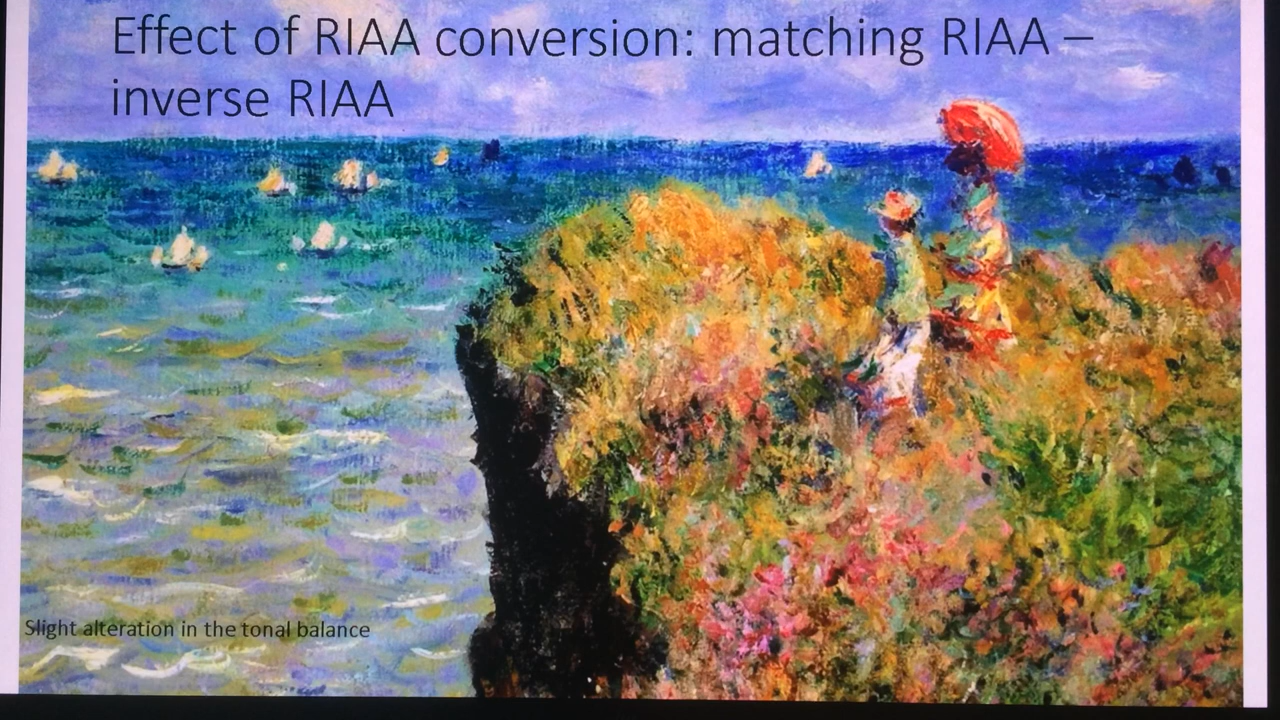 Effect of RIAA conversion: matching RIAA –
inverse RIAA
Slight alteration in the tonal balance